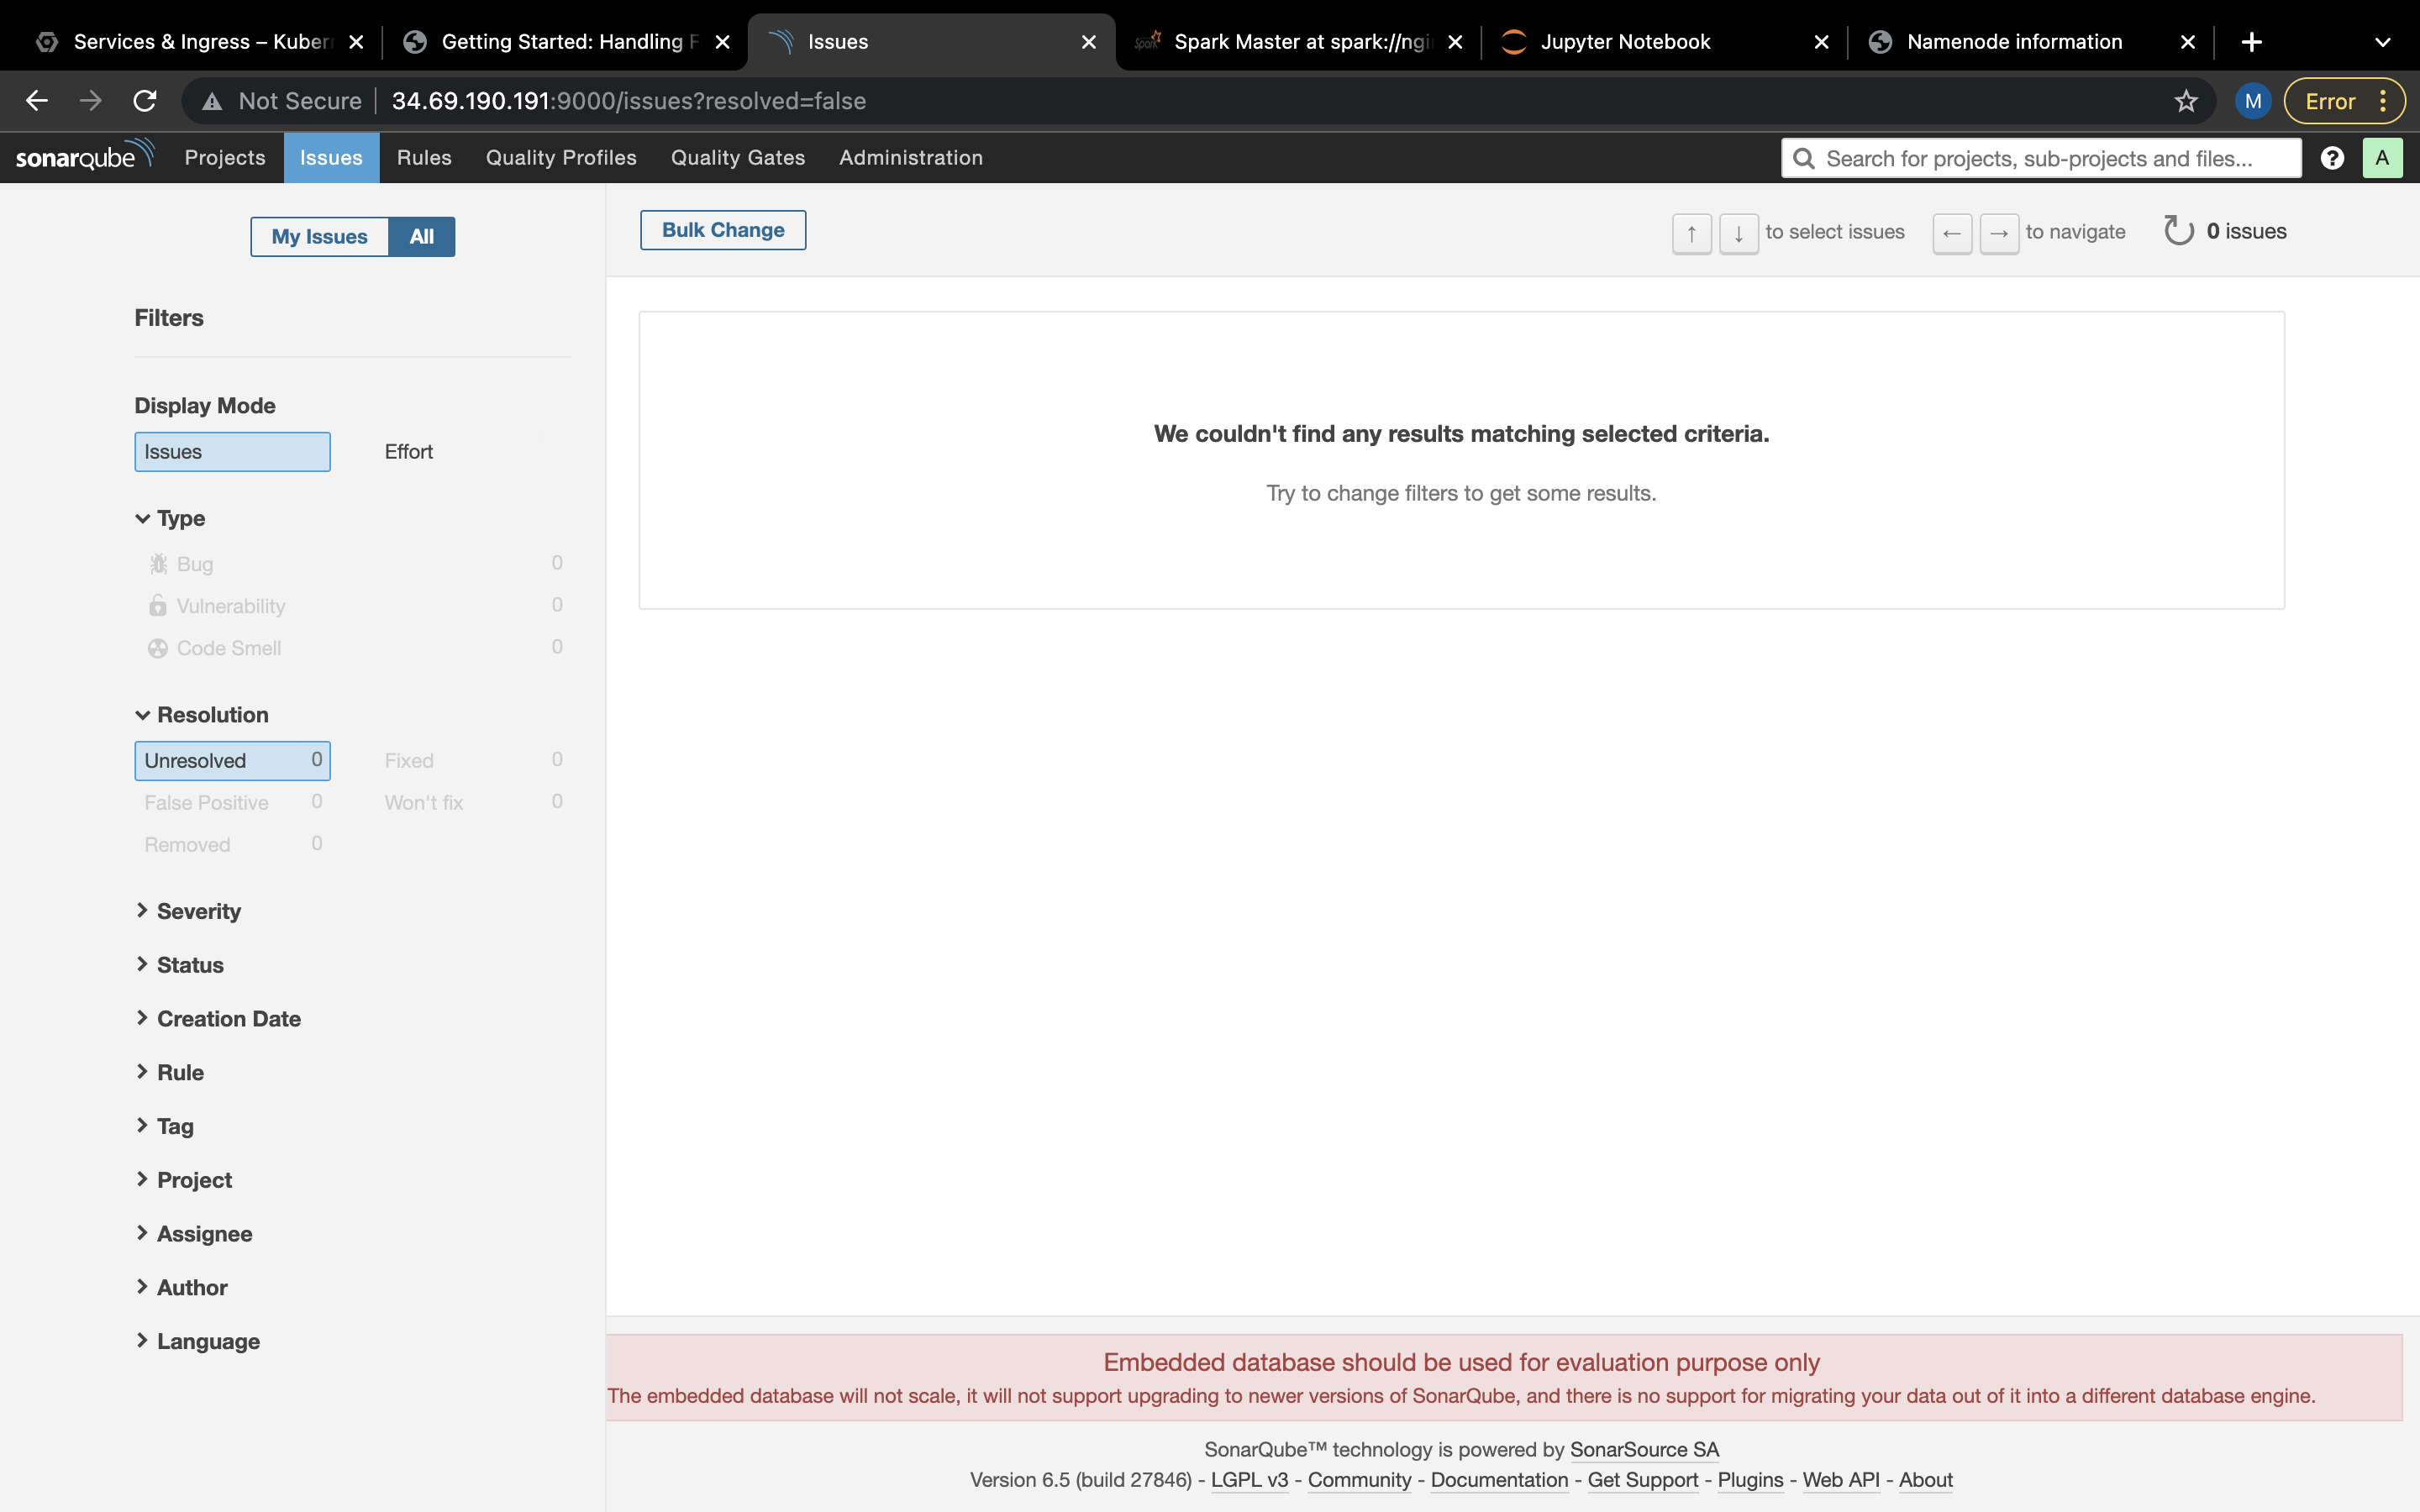 Services & Ingress – Kuber
Getting Started: Handling F
Issues
Spark Master at spark://ngi
Jupyter Notebook
Namenode information
Not Secure
34.69.190.191:9000/issues?resolved=false
M
Error
sonarqube
Projects
Issues
Rules
Quality Profiles
Quality Gates
Administration
Search for projects, sub-projects and files...
?
A
My Issues
All
Bulk Change
↑ ↓ to select issues
← → to navigate
0 issues
Filters
Display Mode
Issues
Effort
Type
Bug 0
Vulnerability 0
Code Smell 0
Resolution
Unresolved 0
Fixed 0
False Positive 0
Won't fix 0
Removed 0
Severity
Status
Creation Date
Rule
Tag
Project
Assignee
Author
Language
We couldn't find any results matching selected criteria.
Try to change filters to get some results.
Embedded database should be used for evaluation purpose only
The embedded database will not scale, it will not support upgrading to newer versions of SonarQube, and there is no support for migrating your data out of it into a different database engine.
SonarQube™ technology is powered by SonarSource SA
Version 6.5 (build 27846) - LGPL v3 - Community - Documentation - Get Support - Plugins - Web API - About